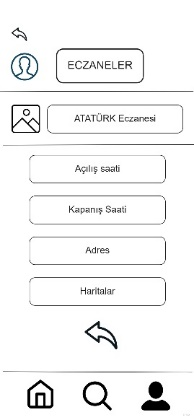 ECZANELER
ATATÜRK Eczanesi
Açılış saati
Kapanış Saati
Adres
Haritalar